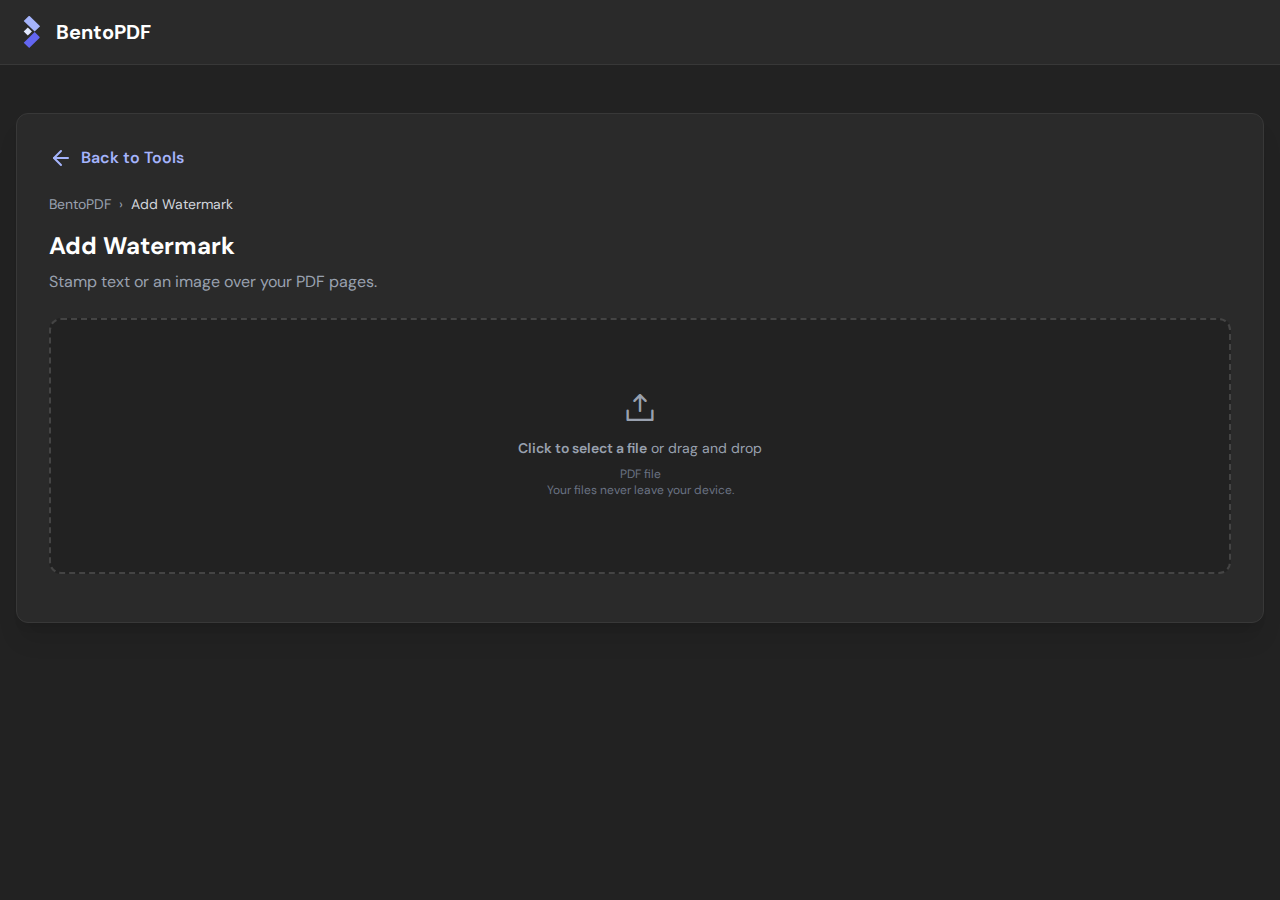 BentoPDF
Back to Tools
BentoPDF › Add Watermark
Add Watermark
Stamp text or an image over your PDF pages.
Click to select a file or drag and drop
PDF file
Your files never leave your device.